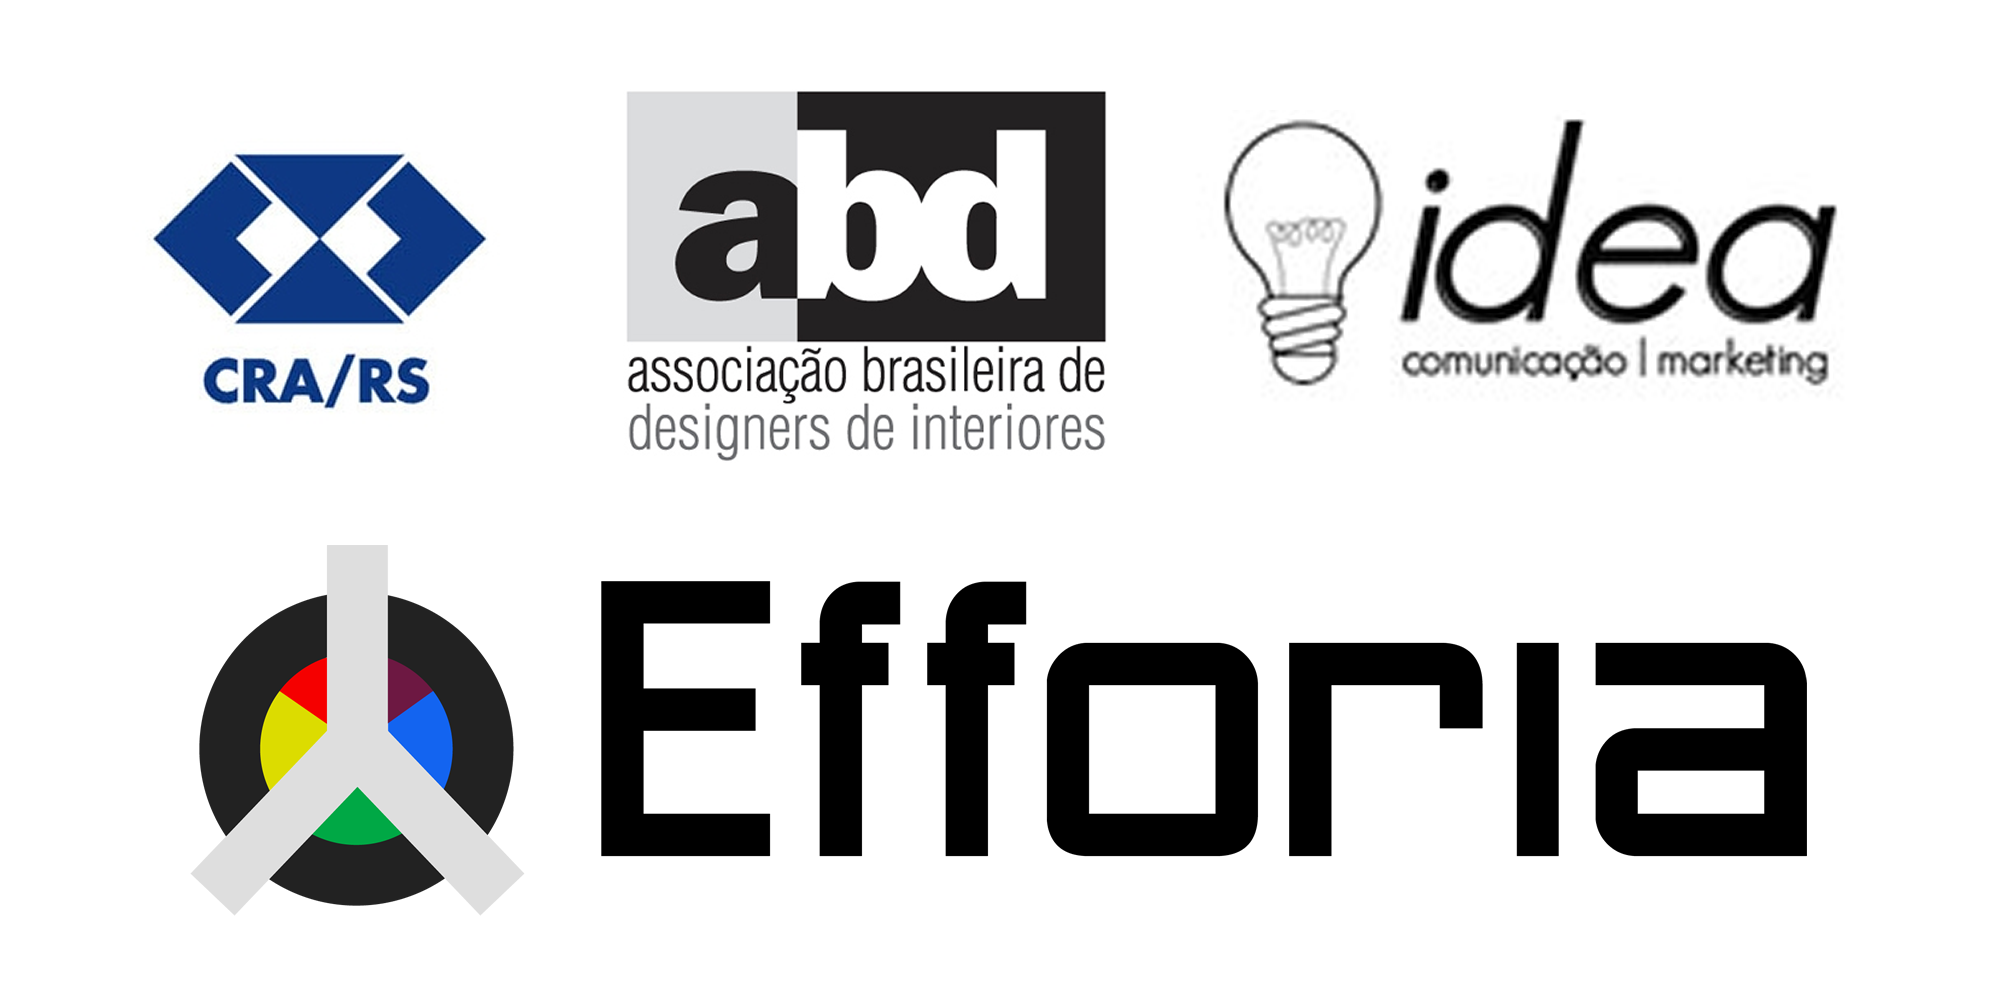 CRA/RS
abd
associação brasileira de
designers de interiores
idea
comunicação | marketing
Efforia